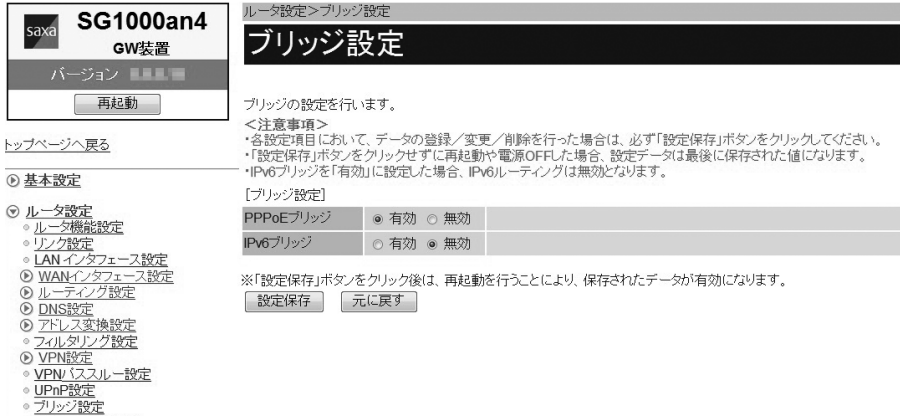 saxa
SG1000an4
GW装置
バージョン
再起動
トップページへ戻る
基本設定
ルータ設定
ルータ機能設定
リンク設定
LANインタフェース設定
WANインタフェース設定
ルーティング設定
DNS設定
アドレス変換設定
フィルタリング設定
VPN設定
VPNパススルー設定
UPnP設定
ブリッジ設定
ルータ設定>ブリッジ設定
ブリッジ設定
ブリッジの設定を行います。
<注意事項>
・各設定項目において、データの登録/変更/削除を行った場合は、必ず「設定保存」ボタンをクリックしてください。
・「設定保存」ボタンをクリックせずに再起動や電源OFFした場合、設定データは最後に保存された値になります。
・IPv6ブリッジを「有効」に設定した場合、IPv6ルーティングは無効となります。
[ブリッジ設定]
PPPoEブリッジ 有効 無効
IPv6ブリッジ 有効 無効
※「設定保存」ボタンをクリック後は、再起動を行うことにより、保存されたデータが有効になります。
設定保存 元に戻す